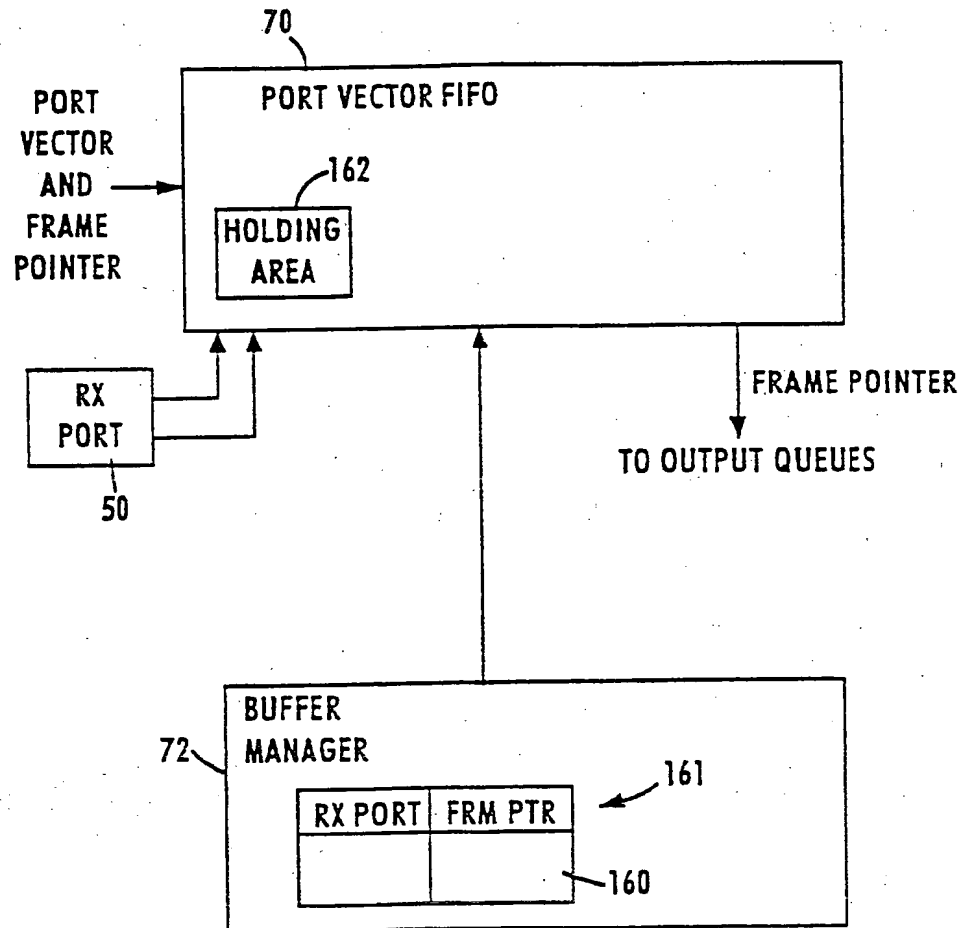 70
PORT VECTOR FIFO
PORT
VECTOR
AND
FRAME
POINTER
162
HOLDING
AREA
RX
PORT
50
FRAME POINTER
TO OUTPUT QUEUES
BUFFER
MANAGER
72
161
RX PORT FRM PTR
160